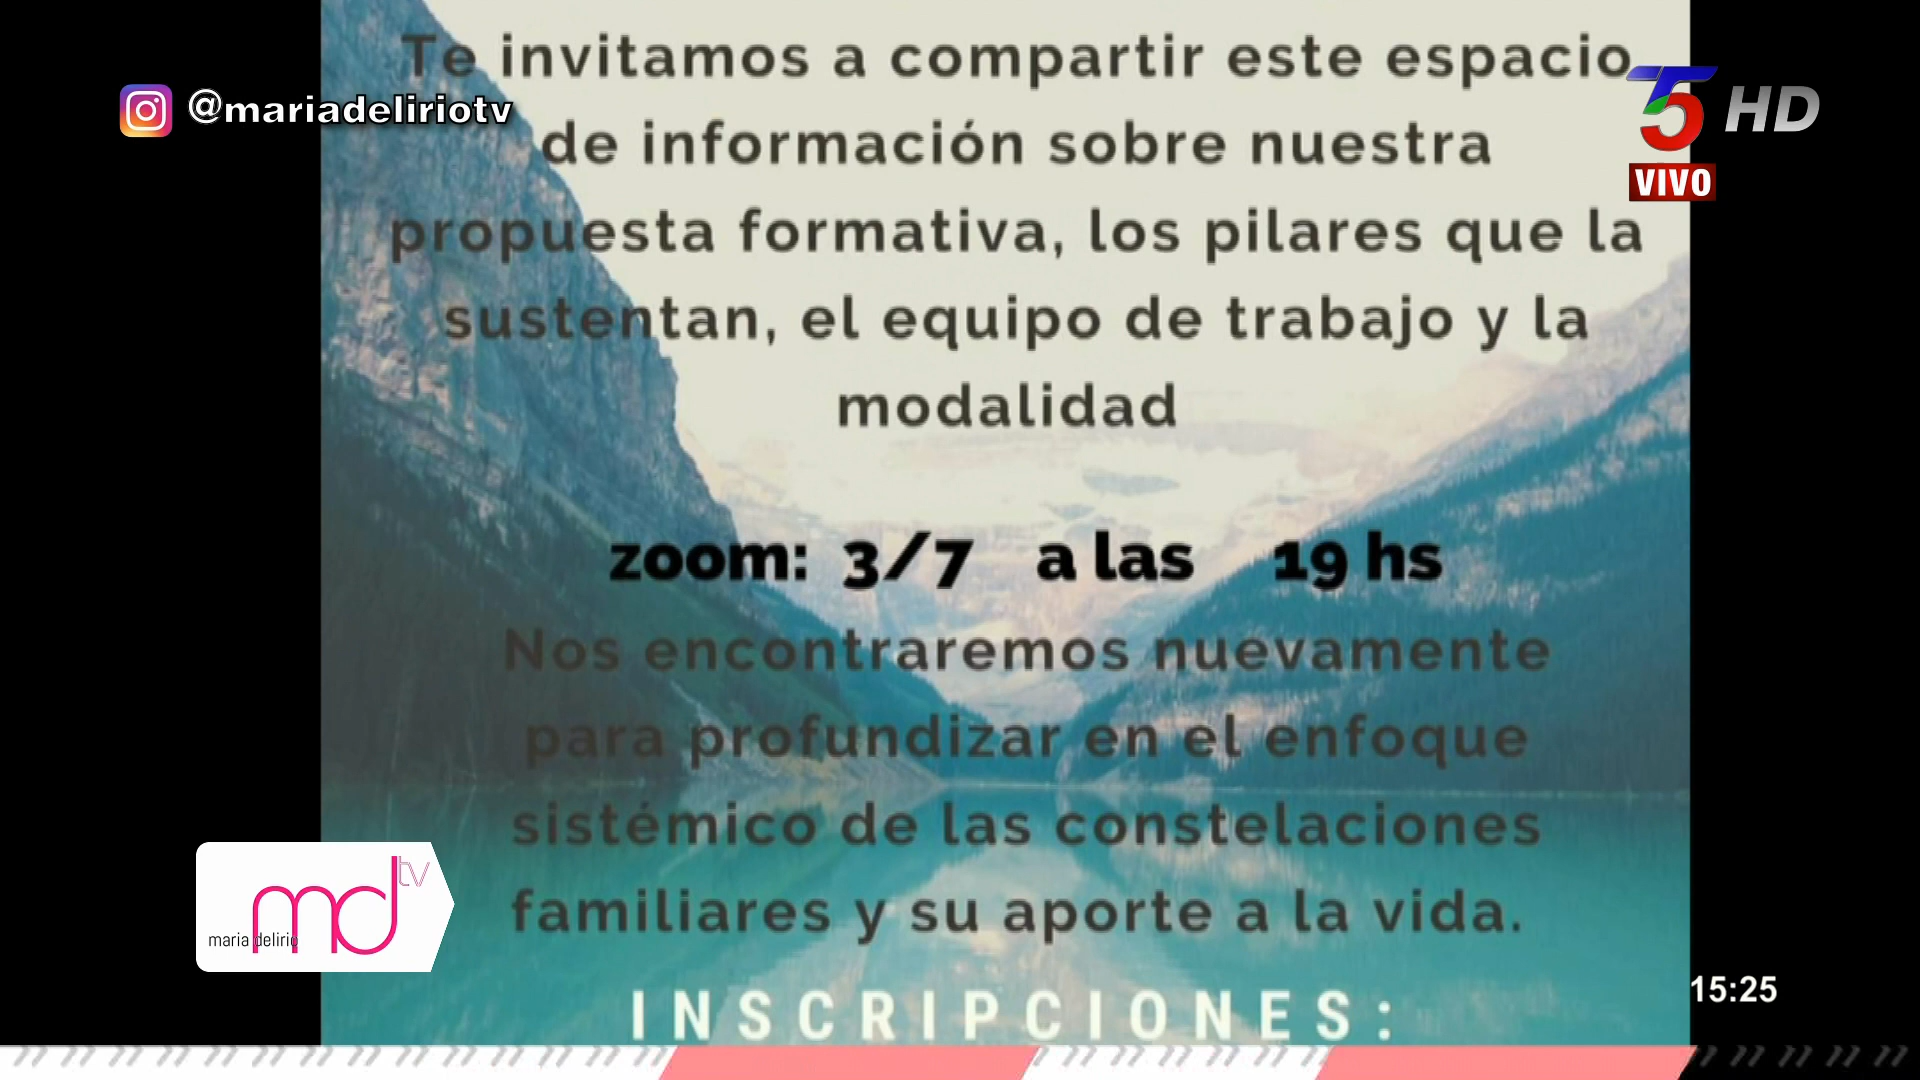 Te invitamos a compartir este espacio
de información sobre nuestra
propuesta formativa, los pilares que la
sustentan, el equipo de trabajo y la
modalidad
zoom: 3/7 a las 19 hs
Nos encontraremos nuevamente
para profundizar en el enfoque
sistémico de las constelaciones
familiares y su aporte a la vida.
INSCRIPCIONES:
@mariadeliriotv
5 HD
VIVO
md tv
maria delirio
15:25